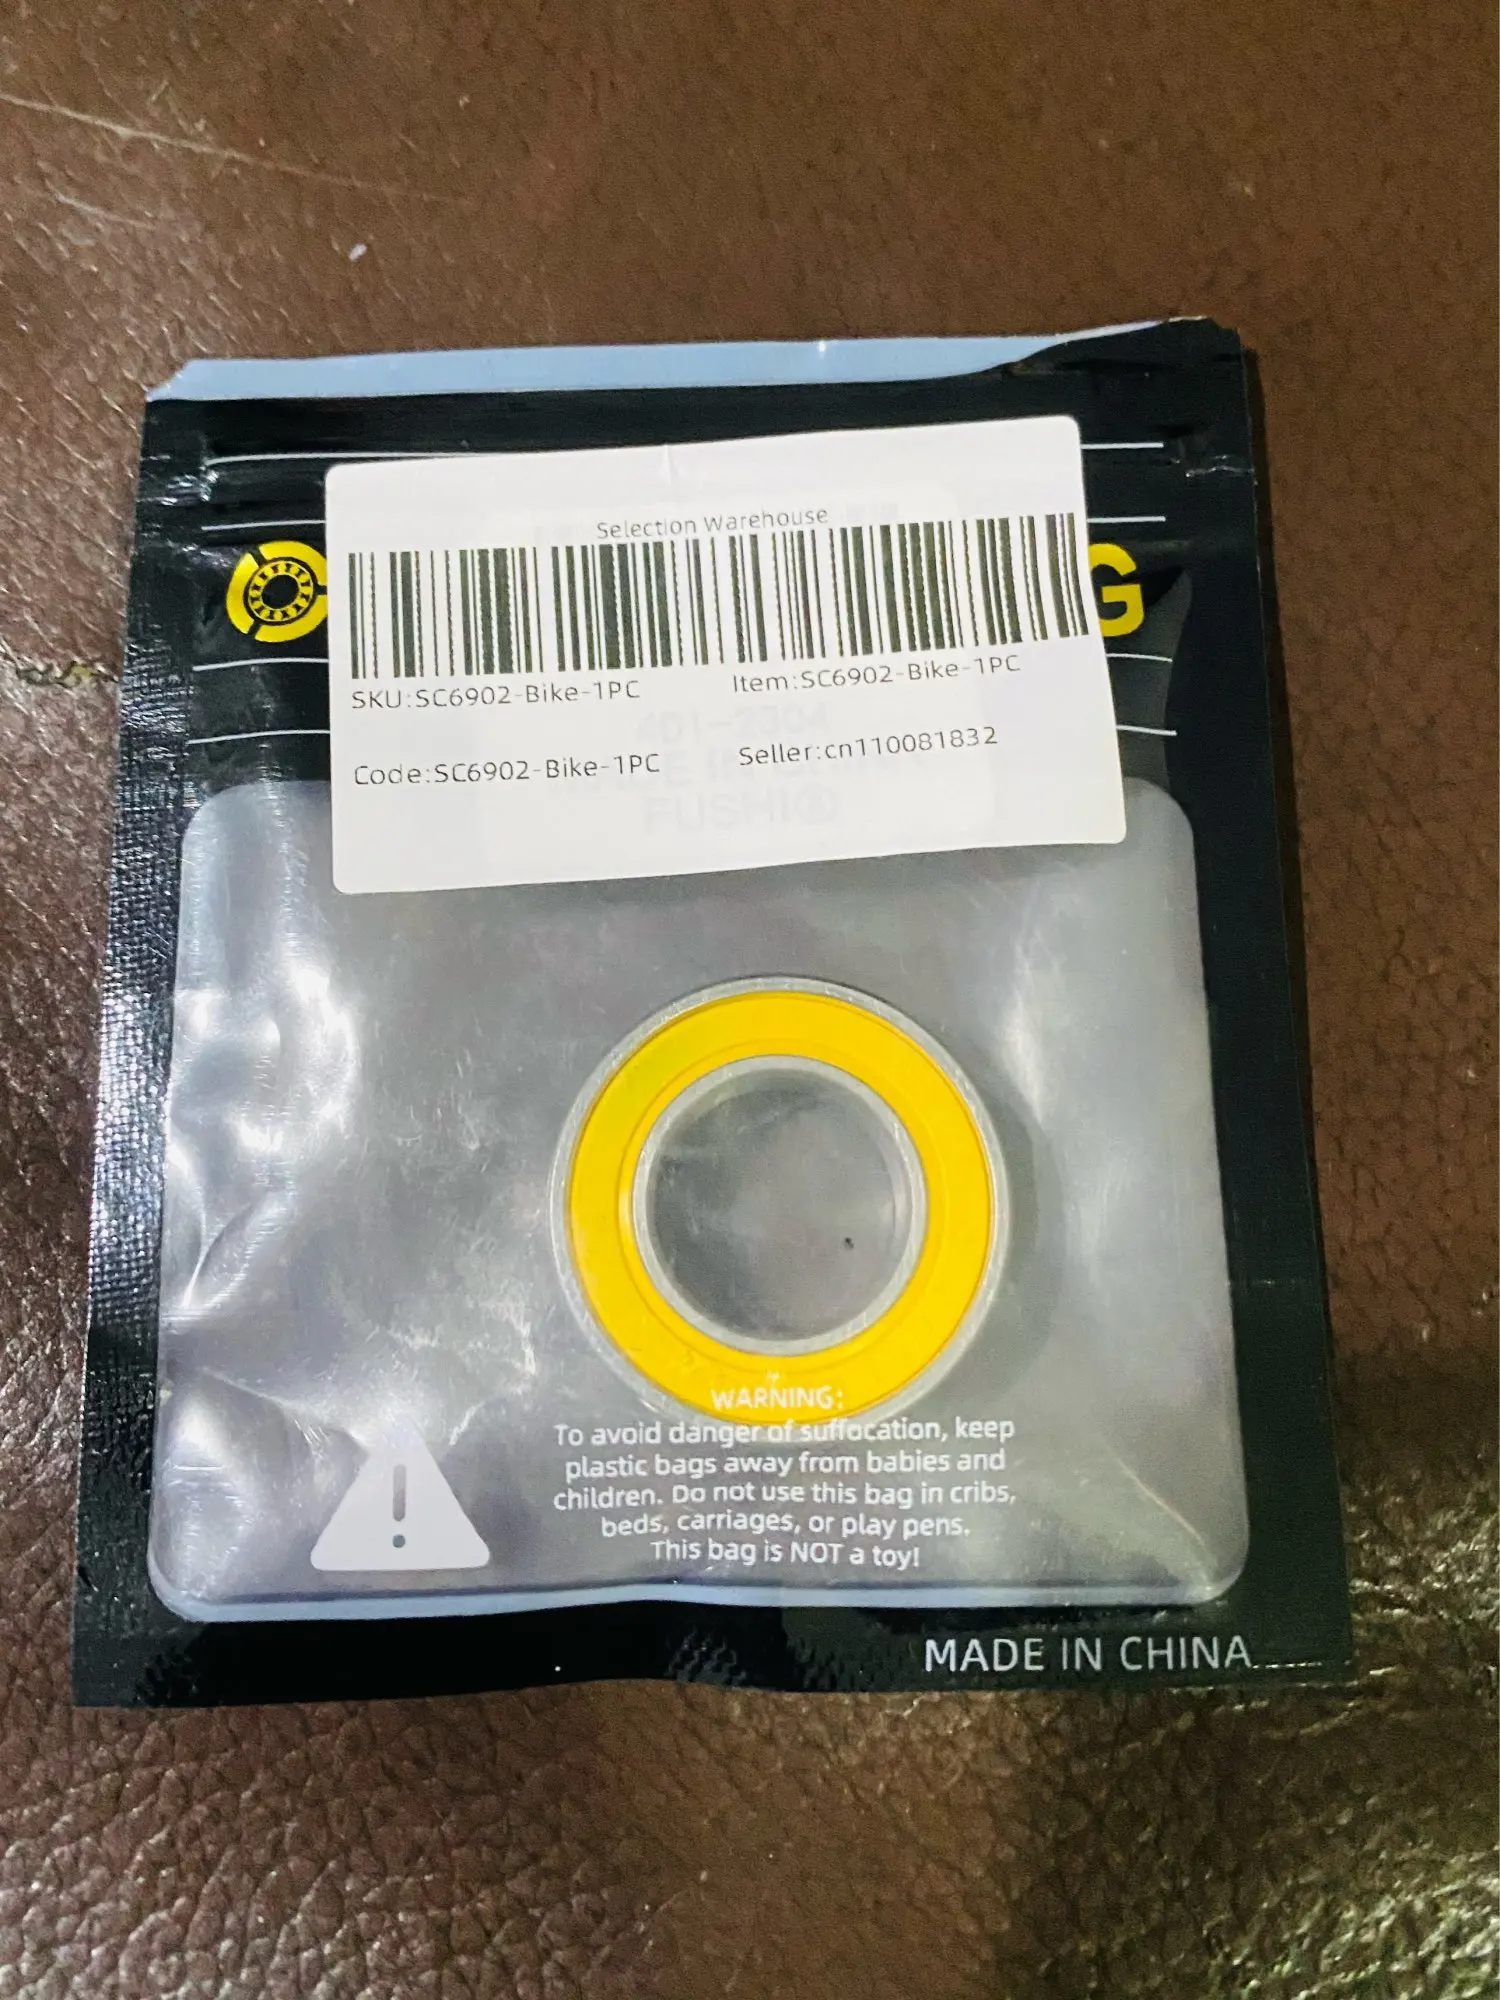 Selection Warehouse
G
SKU:SC6902-Bike-1PC
Item:SC6902-Bike-1PC
Code:SC6902-Bike-1PC
Seller:cn110081832
WARNING:
To avoid danger of suffocation, keep
plastic bags away from babies and
children. Do not use this bag in cribs,
beds, carriages, or play pens.
This bag is NOT a toy!
MADE IN CHINA